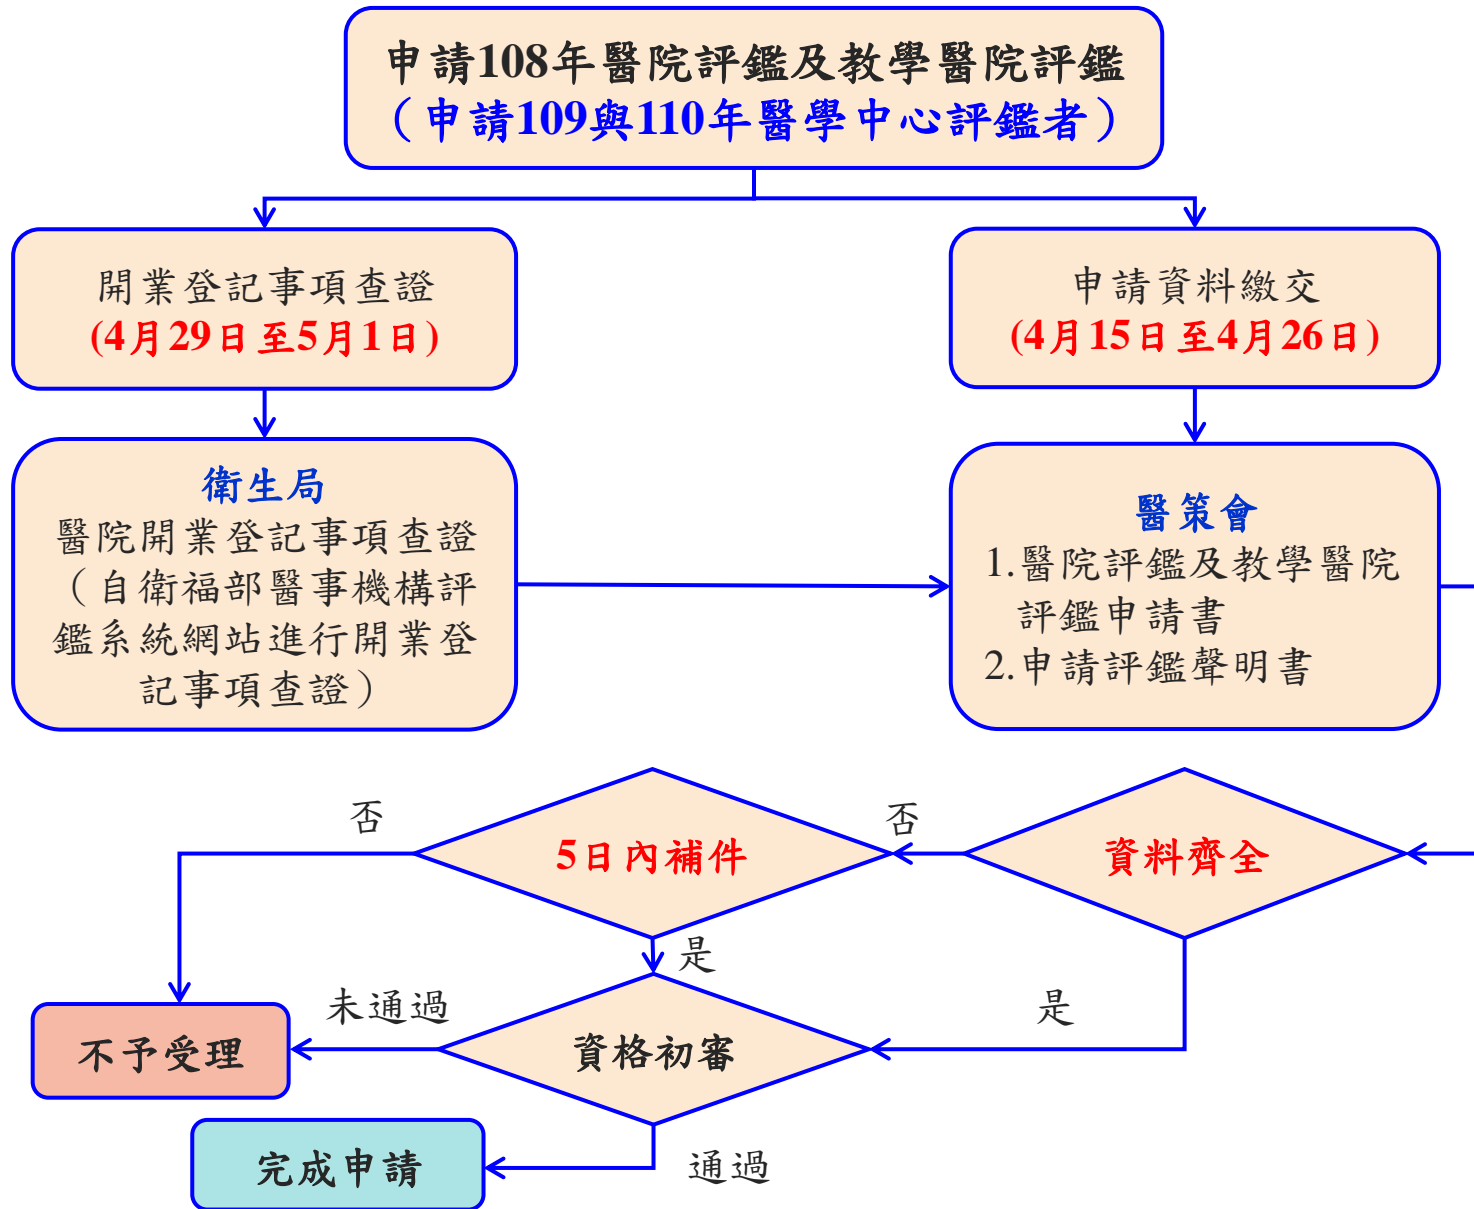 申請108年醫院評鑑及教學醫院評鑑
（申請109與110年醫學中心評鑑者）
開業登記事項查證
(4月29日至5月1日)
申請資料繳交
(4月15日至4月26日)
衛生局
醫院開業登記事項查證
（自衛福部醫事機構評
鑑系統網站進行開業登
記事項查證）
醫策會
1.醫院評鑑及教學醫院
評鑑申請書
2.申請評鑑聲明書
否
5日內補件
否
資料齊全
是
未通過
是
不予受理
資格初審
完成申請
通過